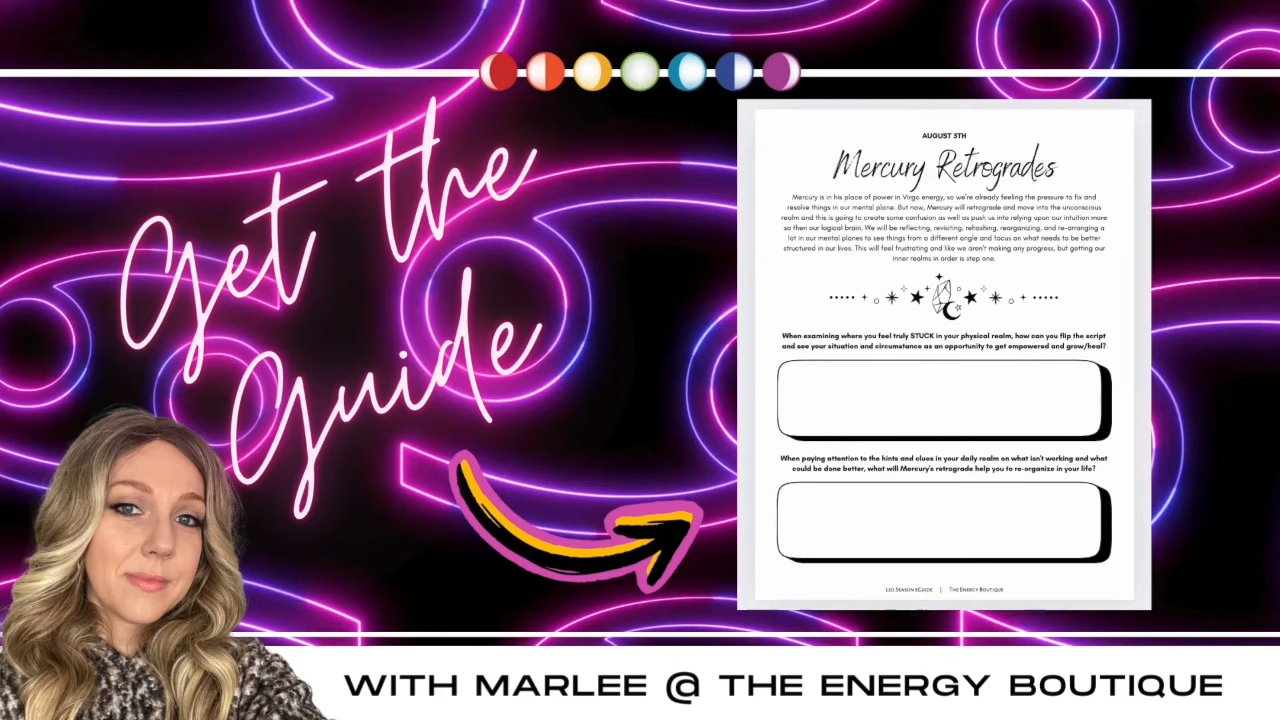 Get the
Guide
AUGUST 5TH
Mercury Retrogrades
Mercury is in his place of power in Virgo energy, so we're already feeling the pressure to fix and
resolve things in our mental plane. But now, Mercury will retrograde and move into the unconscious
realm and this is going to create some confusion as well as push us into relying upon our intuition more
so then our logical brain. We will be reflecting, revisiting, rehashing, reorganizing, and re-arranging a
lot in our mental planes to see things from a different angle and focus on what needs to be better
structured in our lives. This will feel frustrating and like we aren't making any progress, but getting our
inner realms in order is step one.
When examining where you feel truly STUCK in your physical realm, how can you flip the script
and see your situation and circumstance as an opportunity to get empowered and grow/heal?
When paying attention to the hints and clues in your daily realm on what isn't working and what
could be done better, what will Mercury's retrograde help you to re-organize in your life?
Leo Season eGuide | The Energy Boutique
WITH MARLEE @ THE ENERGY BOUTIQUE